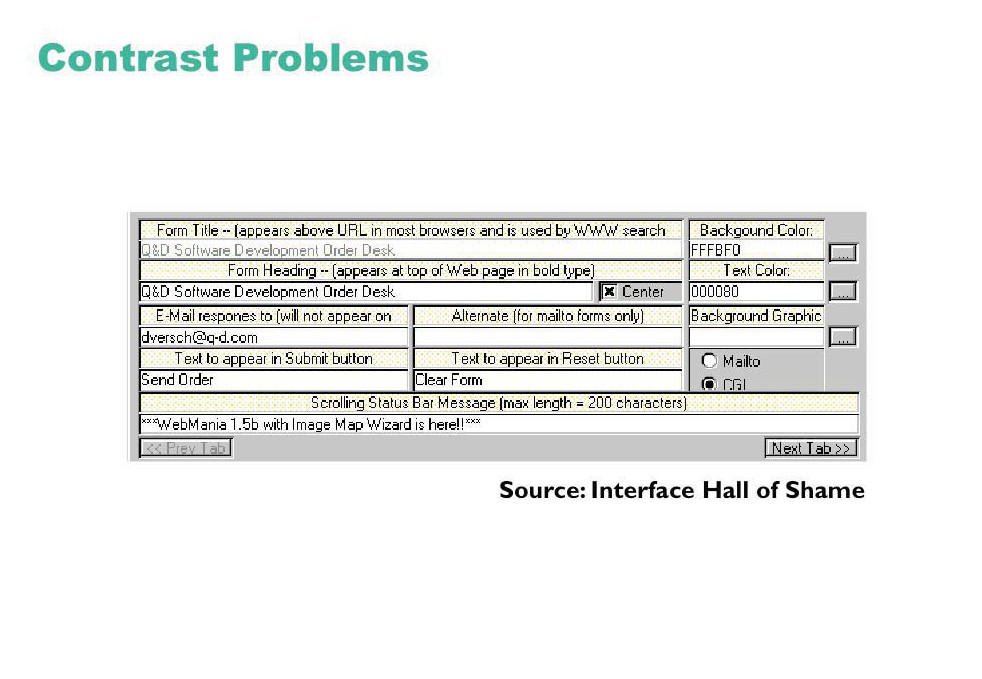 Contrast Problems
Form Title -- (appears above URL in most browsers and is used by WWW search
Backgound Color:
Q&D Software Development Order Desk
FFFBF0
...
Form Heading -- (appears at top of Web page in bold type)
Text Color:
Q&D Software Development Order Desk
Center
000080
...
E-Mail respones to (will not appear on
Alternate (for mailto forms only)
Background Graphic
dversch@q-d.com
...
Text to appear in Submit button
Text to appear in Reset button
Mailto
Send Order
Clear Form
CGI
Scrolling Status Bar Message (max length = 200 characters)
***WebMania 1.5b with Image Map Wizard is here!!***
<< Prev Tab
Next Tab >>
Source: Interface Hall of Shame